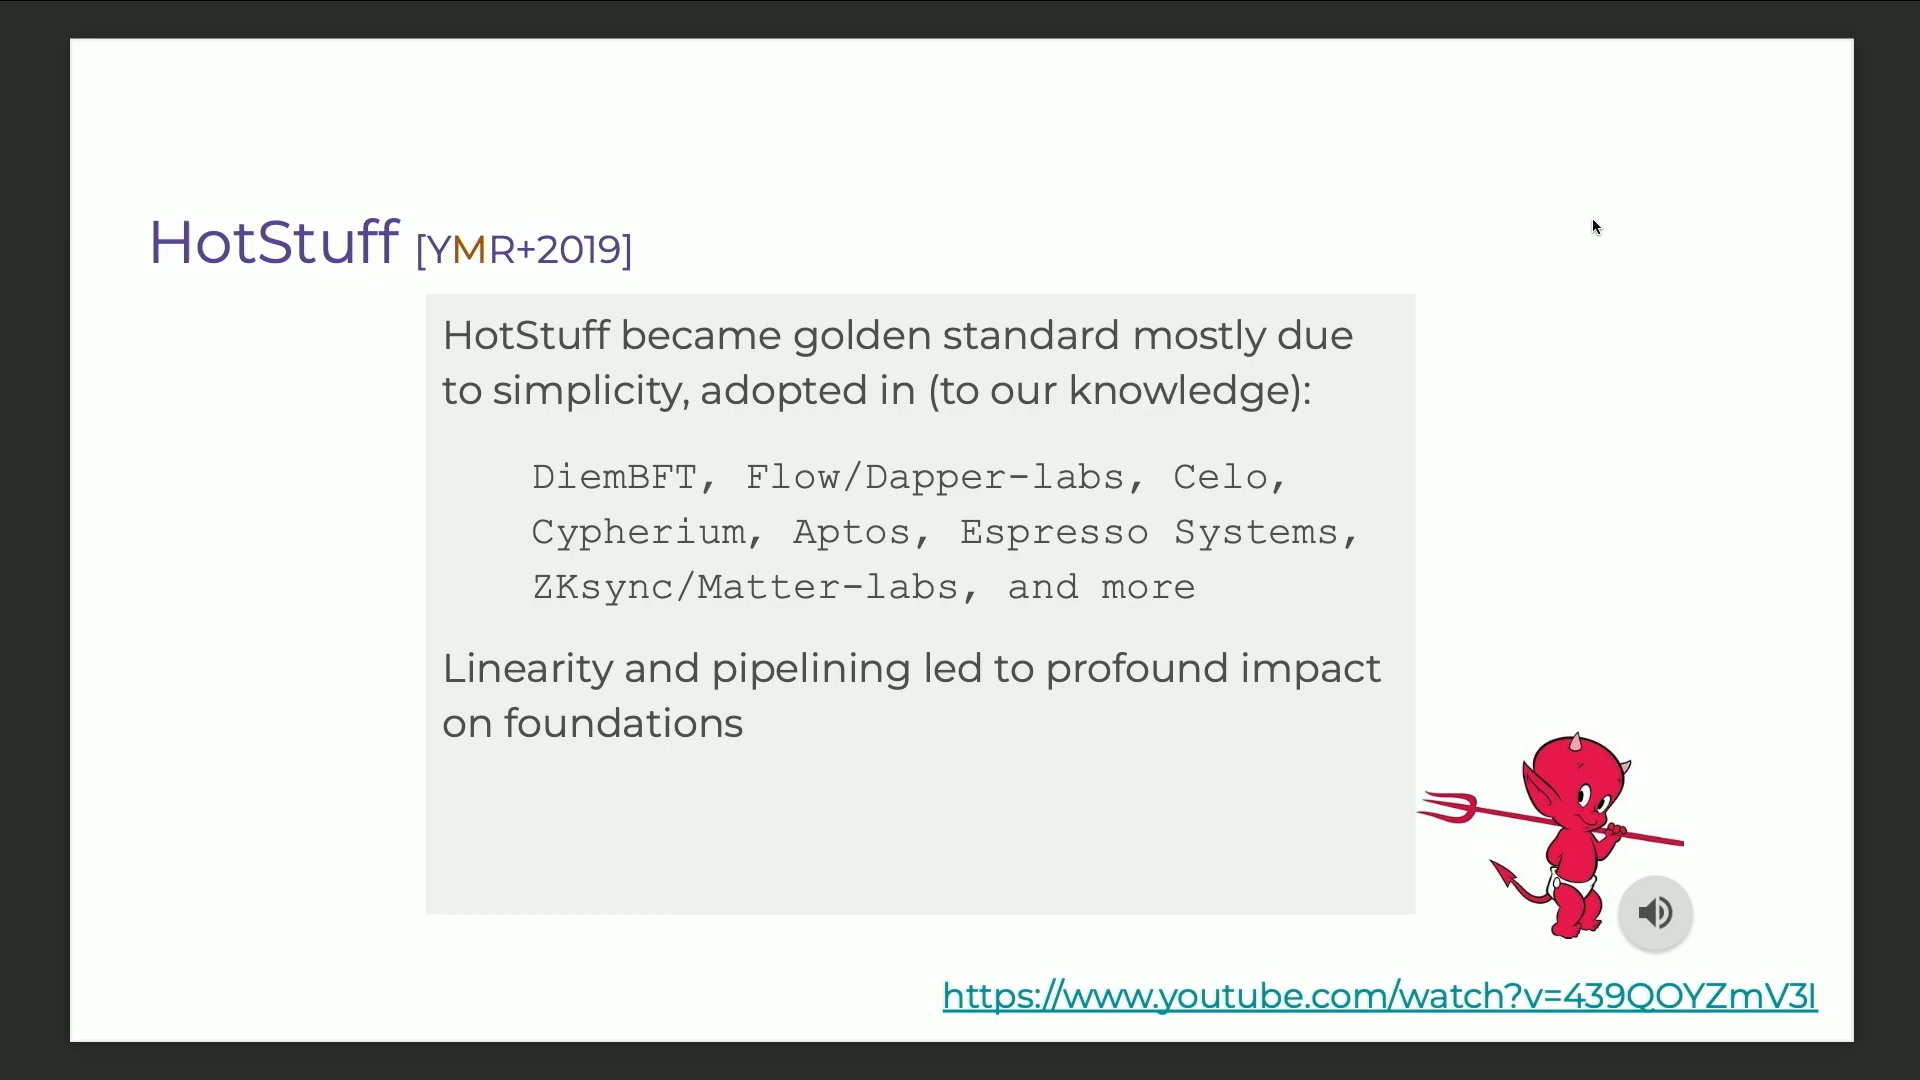 HotStuff [YMR+2019]
HotStuff became golden standard mostly due
to simplicity, adopted in (to our knowledge):
DiemBFT, Flow/Dapper-labs, Celo,
Cypherium, Aptos, Espresso Systems,
ZKsync/Matter-labs, and more
Linearity and pipelining led to profound impact
on foundations
https://www.youtube.com/watch?v=439QOYZmV3I